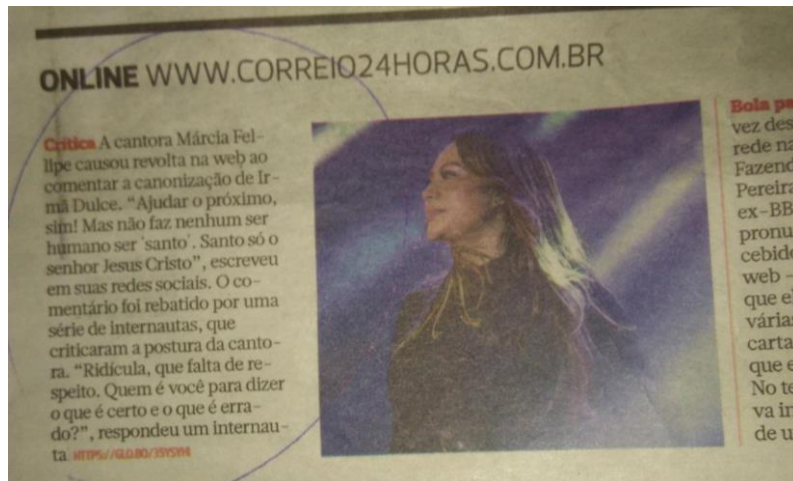 ONLINE WWW.CORREIO24HORAS.COM.BR
Crítica A cantora Márcia Fel-
lipe causou revolta na web ao
comentar a canonização de Ir-
mã Dulce. “Ajudar o próximo,
sim! Mas não faz nenhum ser
humano ser ‘santo’. Santo só o
senhor Jesus Cristo”, escreveu
em suas redes sociais. O co-
mentário foi rebatido por uma
série de internautas, que
criticaram a postura da canto-
ra. “Ridícula, que falta de res-
peito. Quem é você para dizer
o que é certo e o que é erra-
do?”, respondeu um internau-
ta
Bola
vez
rede
Fazend
Pereira
ex-BB
pronu
cebid
web –
que el
várias
carta
que e
No te
va in
de u